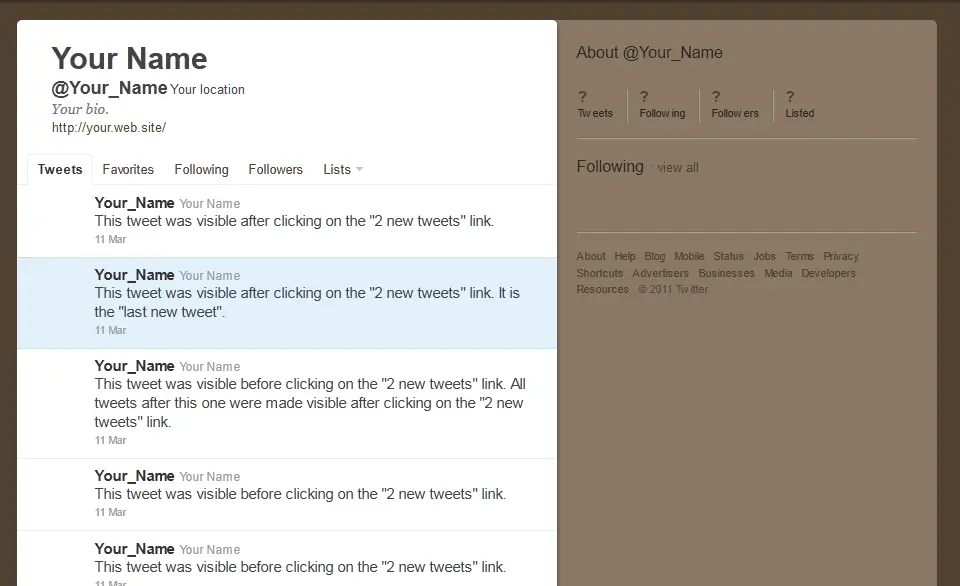 Your Name
@Your_Name Your location
Your bio.
http://your.web.site/
Tweets Favorites Following Followers Lists
Your_Name Your Name
This tweet was visible after clicking on the "2 new tweets" link.
11 Mar
Your_Name Your Name
This tweet was visible after clicking on the "2 new tweets" link. It is
the "last new tweet".
11 Mar
Your_Name Your Name
This tweet was visible before clicking on the "2 new tweets" link. All
tweets after this one were made visible after clicking on the "2 new
tweets" link.
11 Mar
Your_Name Your Name
This tweet was visible before clicking on the "2 new tweets" link.
11 Mar
Your_Name Your Name
This tweet was visible before clicking on the "2 new tweets" link.
11 Mar
About @Your_Name
? ? ? ?
Tweets Following Followers Listed
Following · view all
About Help Blog Mobile Status Jobs Terms Privacy
Shortcuts Advertisers Businesses Media Developers
Resources © 2011 Twitter